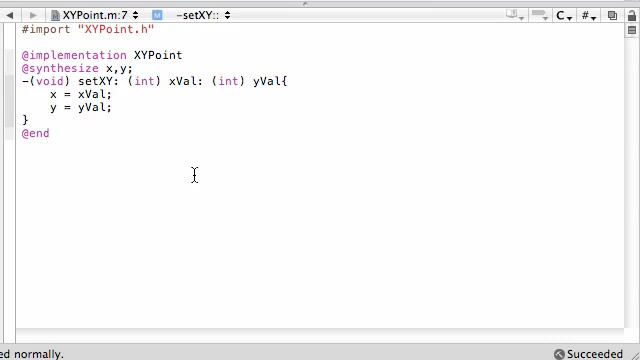 XYPoint.m:7 M -setXY:: C #
#import "XYPoint.h"
@implementation XYPoint
@synthesize x,y;
-(void) setXY: (int) xVal: (int) yVal{
x = xVal;
y = yVal;
}
@end
ed normally. Succeeded